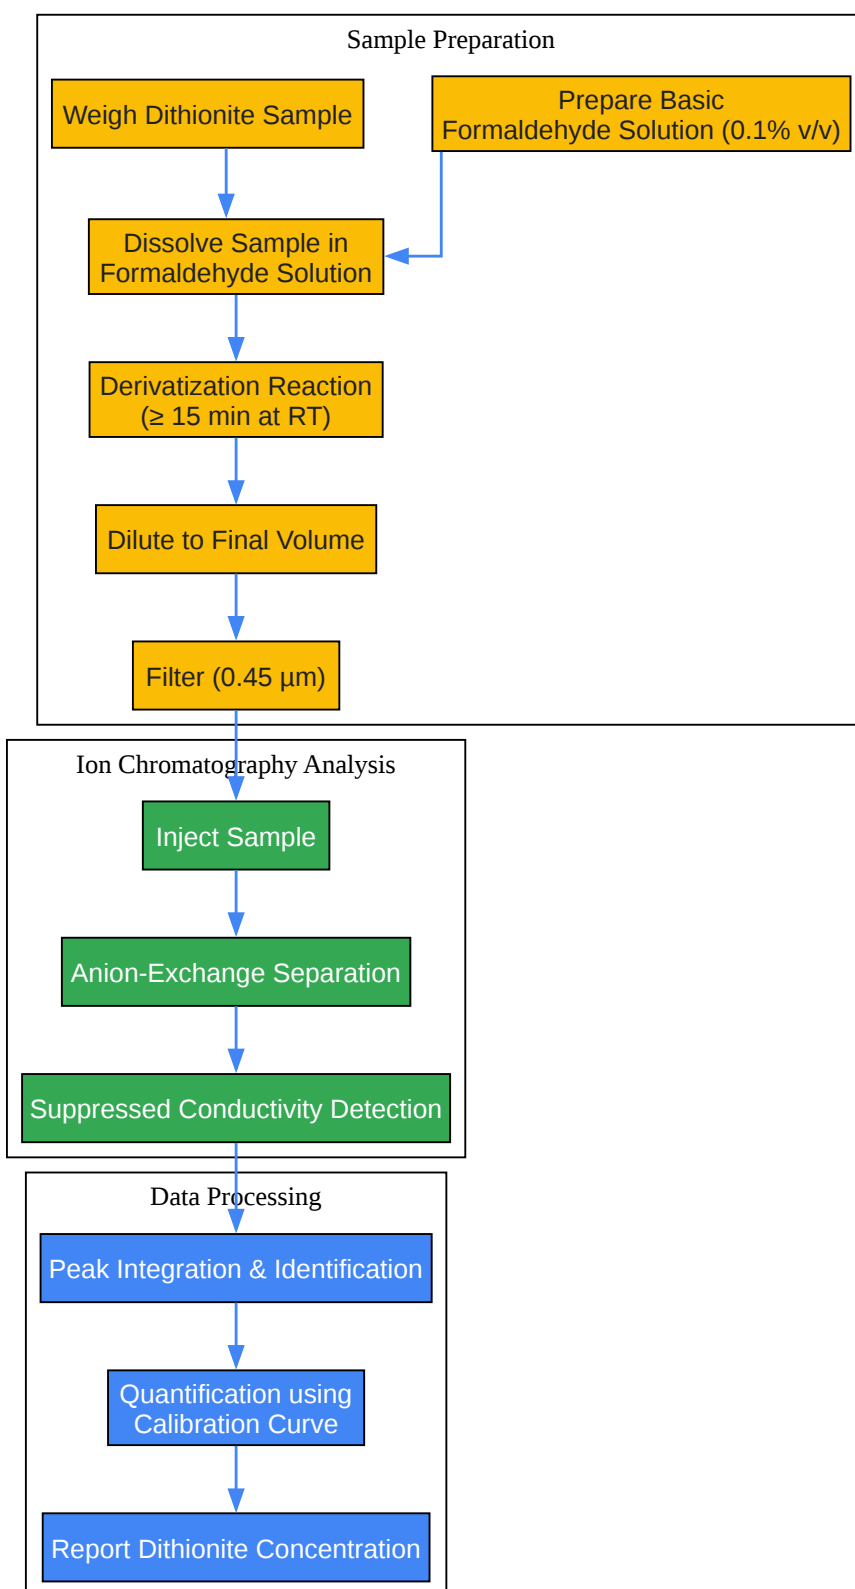 Sample Preparation
Weigh Dithionite Sample
Prepare Basic
Formaldehyde Solution (0.1% v/v)
Dissolve Sample in
Formaldehyde Solution
Derivatization Reaction
(≥ 15 min at RT)
Dilute to Final Volume
Filter (0.45 µm)
Ion Chromatography Analysis
Inject Sample
Anion-Exchange Separation
Suppressed Conductivity Detection
Data Processing
Peak Integration & Identification
Quantification using
Calibration Curve
Report Dithionite Concentration